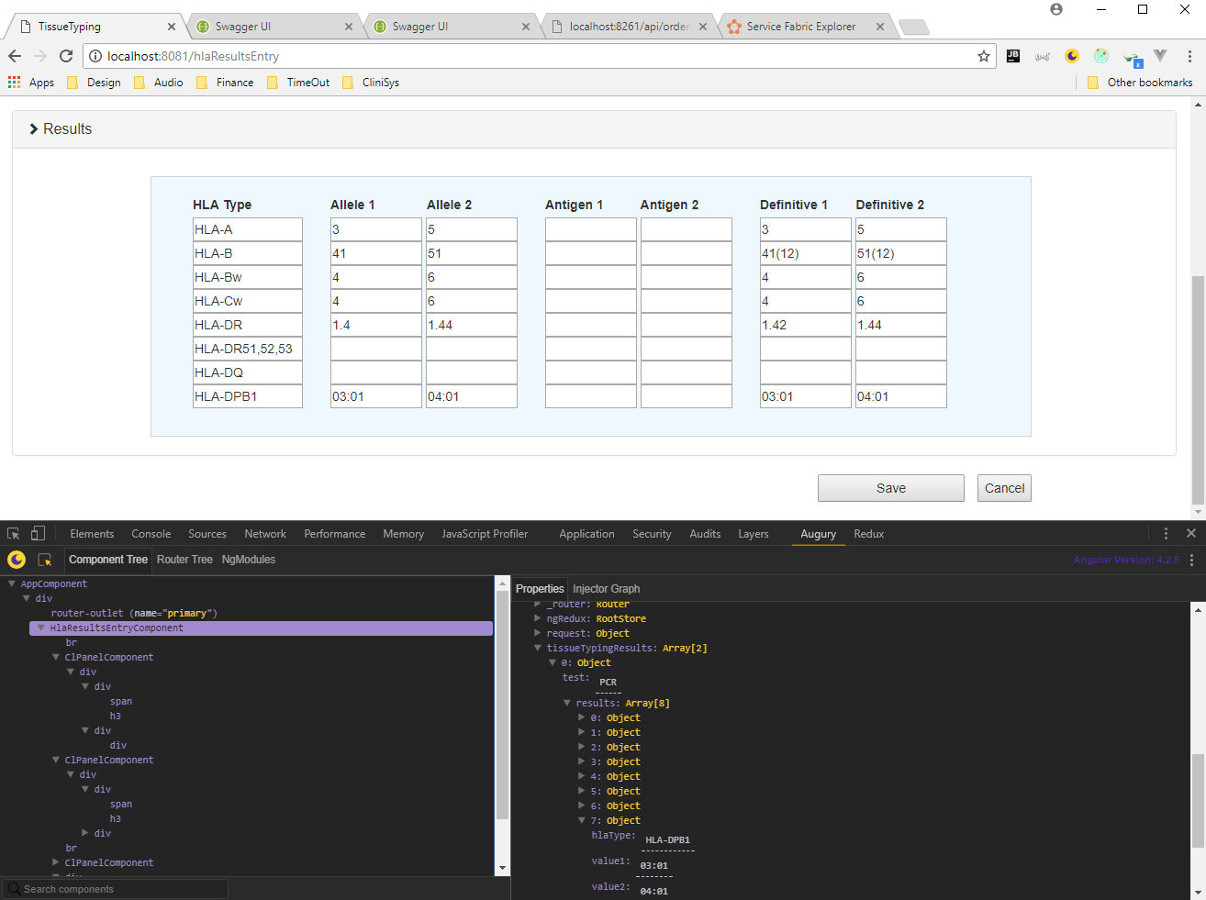 TissueTyping Swagger UI Swagger UI localhost:8261/api/order Service Fabric Explorer
localhost:8081/hlaResultsEntry
Apps Design Audio TimeOut Finance CliniSys Other bookmarks
Results
HLA Type Allele 1 Allele 2 Antigen 1 Antigen 2 Definitive 1 Definitive 2
HLA-A 3 5 3 5
HLA-B 41 51 41(12) 51(12)
HLA-Bw 4 6 4 6
HLA-Cw 4 6 4 6
HLA-DR 1.4 1.44 1.42 1.44
HLA-DR51,52,53
HLA-DQ
HLA-DPB1 03:01 04:01 03:01 04:01
Save Cancel
Elements Console Sources Network Performance Memory JavaScript Profiler Application Security Audits Layers Augury Redux
Component Tree Router Tree NgModules Angular Version: 4.2.5
AppComponent
div
router-outlet (name="primary")
HlaResultsEntryComponent
br
ClPanelComponent
div
div
span
h3
div
div
ClPanelComponent
div
div
span
h3
div
br
ClPanelComponent
div
Search components
Properties Injector Graph
_router: Router
ngRedux: RootStore
request: Object
tissueTypingResults: Array[2]
0: Object
test: PCR
results: Array[8]
0: Object
1: Object
2: Object
3: Object
4: Object
5: Object
6: Object
7: Object
hlaType: HLA-DPB1
value1: 03:01
value2: 04:01